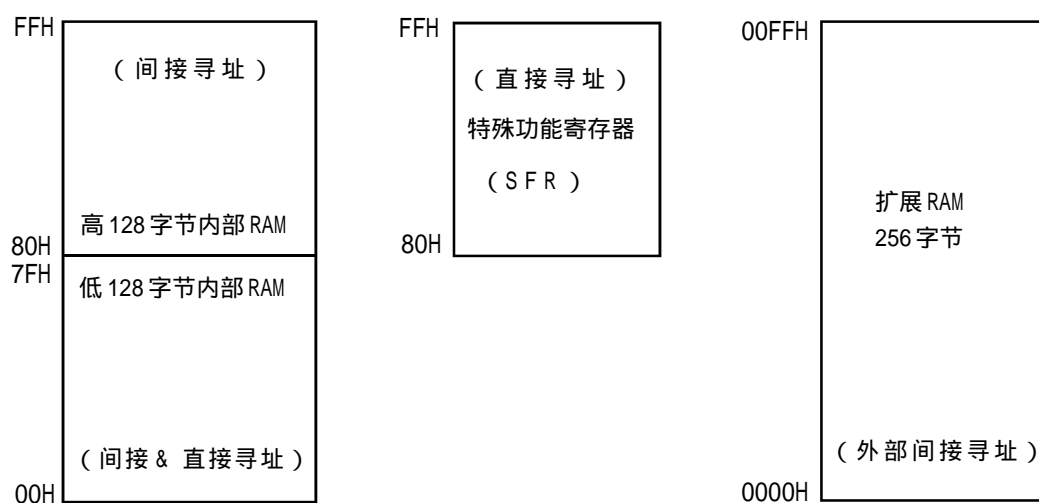 FFH
(间接寻址)
高128字节内部RAM
80H
7FH
低128字节内部RAM
(间接& 直接寻址)
00H
FFH
(直接寻址)
特殊功能寄存器
(SFR)
80H
00FFH
扩展RAM
256字节
(外部间接寻址)
0000H